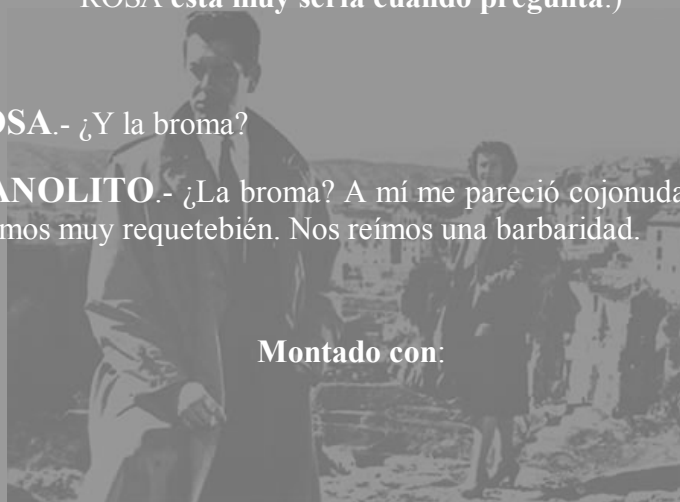 ROSA está muy seria cuando pregunta.)
OSA.- ¿Y la broma?
ANOLITO.- ¿La broma? A mí me pareció cojonuda
mos muy requetebién. Nos reímos una barbaridad.
Montado con: